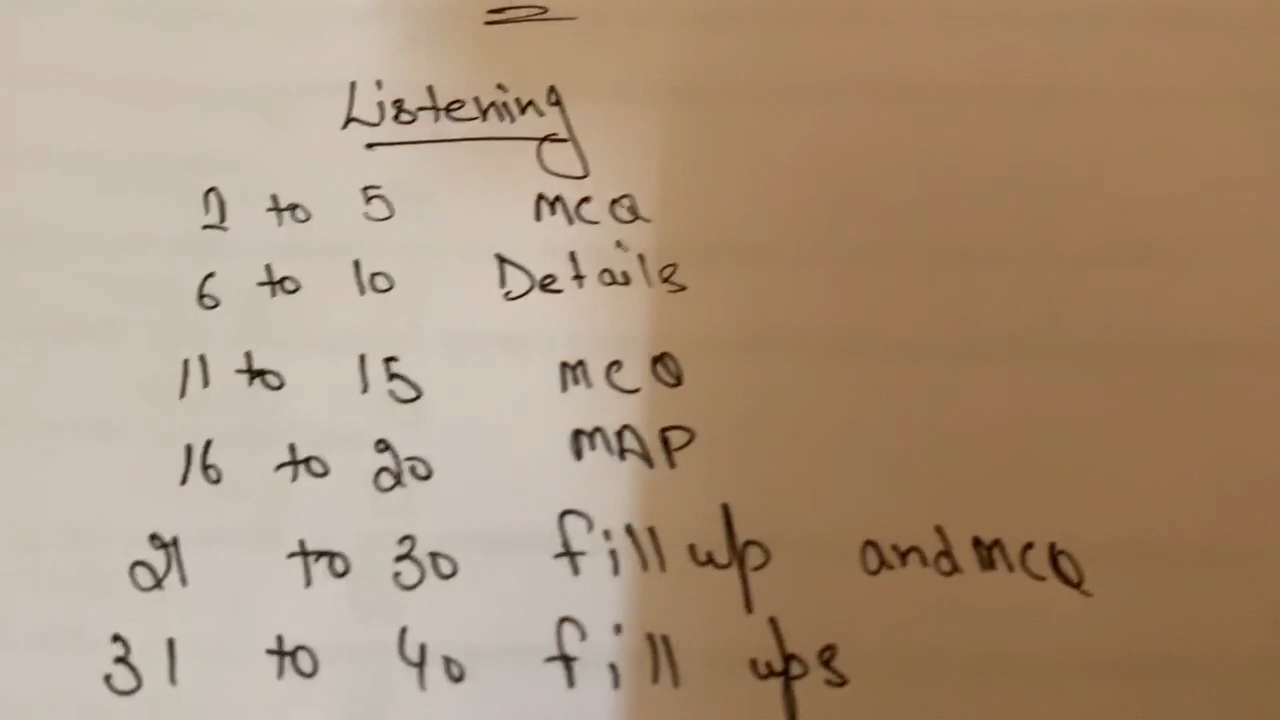 Listening
2 to 5 MCQ
6 to 10 Details
11 to 15 MCQ
16 to 20 MAP
21 to 30 fill up and MCQ
31 to 40 fill ups